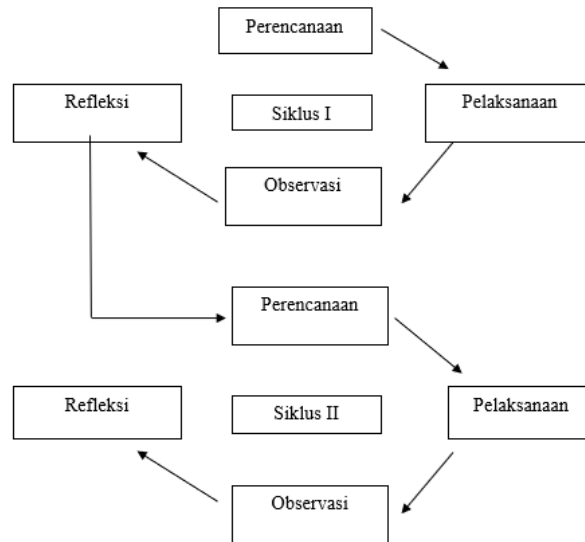 Perencanaan
Refleksi
Siklus I
Pelaksanaan
Observasi
Perencanaan
Refleksi
Siklus II
Pelaksanaan
Observasi